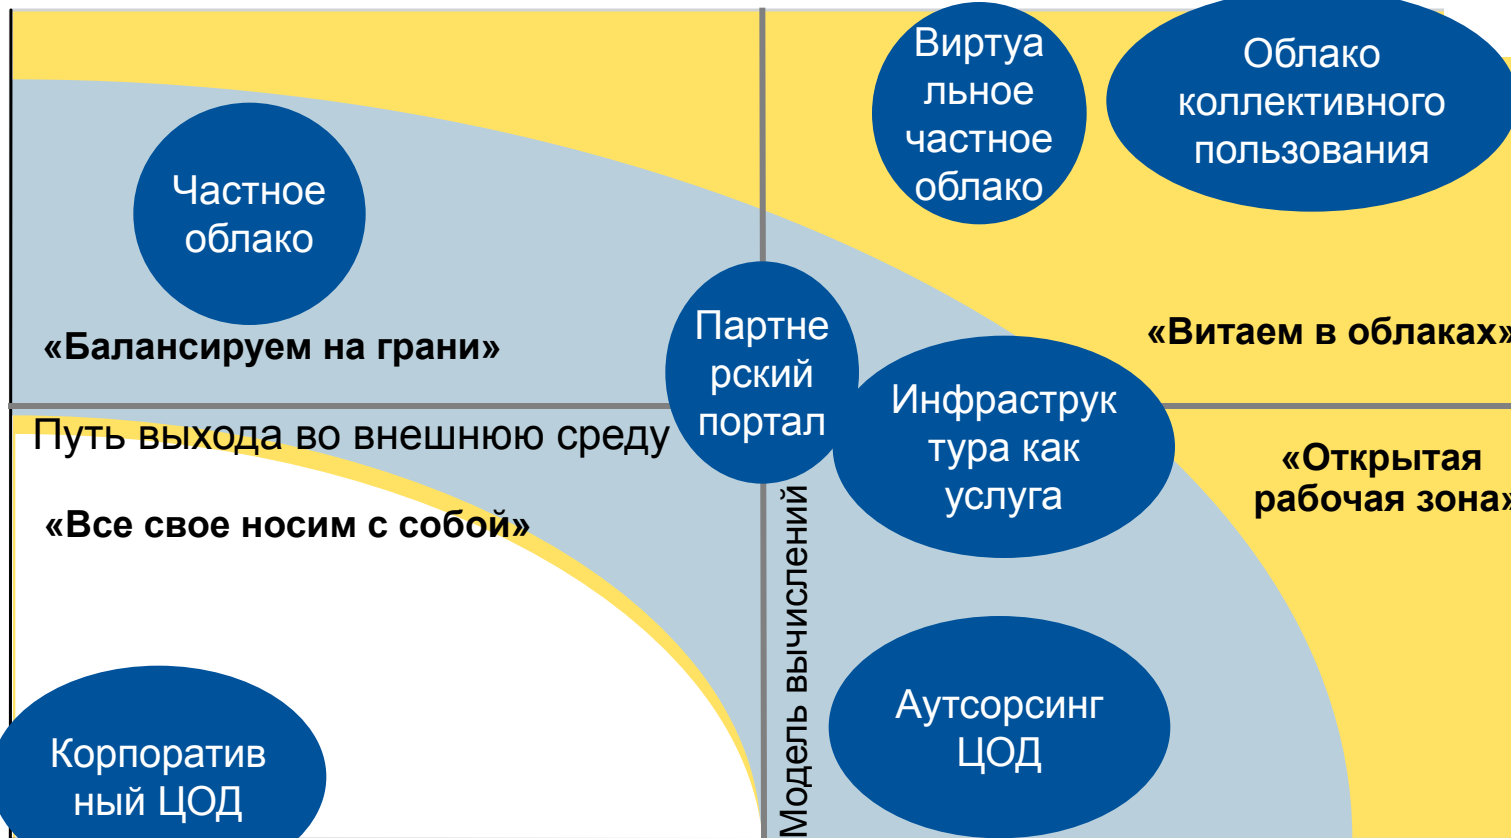 Виртуа
льное
частное
облако
Облако
коллективного
пользования
Частное
облако
«Балансируем на грани»
Партне
рский
портал
«Витаем в облаках»
Путь выхода во внешнюю среду
Инфраструк
тура как
услуга
«Открытая
рабочая зона»
«Все свое носим с собой»
Модель вычислений
Аутсорсинг
ЦОД
Корпоратив
ный ЦОД